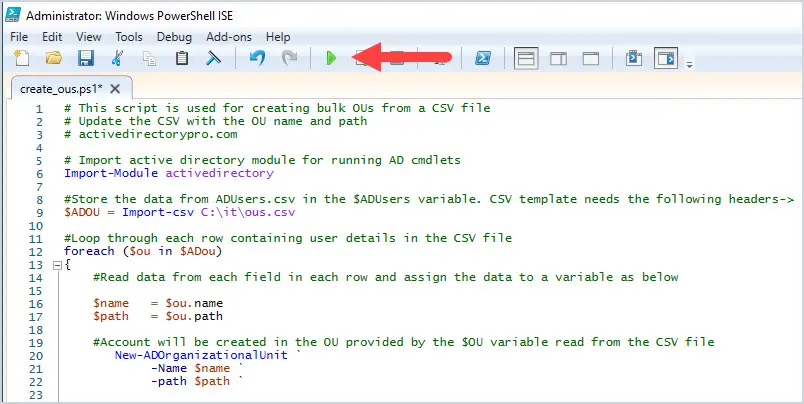 Administrator: Windows PowerShell ISE
File Edit View Tools Debug Add-ons Help
create_ous.ps1* X
1 # This script is used for creating bulk OUs from a CSV file
2 # Update the CSV with the OU name and path
3 # activedirectorypro.com
4
5 # Import active directory module for running AD cmdlets
6 Import-Module activedirectory
7
8 #Store the data from ADUsers.csv in the $ADUsers variable. CSV template needs the following headers->
9 $ADOU = Import-csv C:\it\ous.csv
10
11 #Loop through each row containing user details in the CSV file
12 foreach ($ou in $ADou)
13 {
14 #Read data from each field in each row and assign the data to a variable as below
15
16 $name = $ou.name
17 $path = $ou.path
18
19 #Account will be created in the OU provided by the $OU variable read from the CSV file
20 New-ADOrganizationalUnit `
21 -Name $name `
22 -path $path `
23